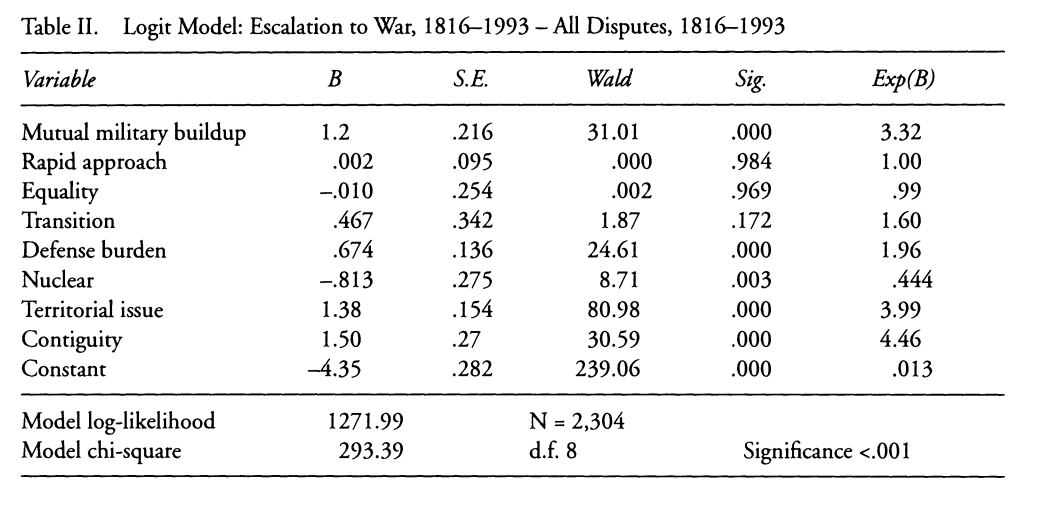 Table II. Logit Model: Escalation to War, 1816–1993 – All Disputes, 1816–1993
Variable B S.E. Wald Sig. Exp(B)
Mutual military buildup 1.2 .216 31.01 .000 3.32
Rapid approach .002 .095 .000 .984 1.00
Equality –.010 .254 .002 .969 .99
Transition .467 .342 1.87 .172 1.60
Defense burden .674 .136 24.61 .000 1.96
Nuclear –.813 .275 8.71 .003 .444
Territorial issue 1.38 .154 80.98 .000 3.99
Contiguity 1.50 .27 30.59 .000 4.46
Constant –4.35 .282 239.06 .000 .013
Model log-likelihood 1271.99 N = 2,304
Model chi-square 293.39 d.f. 8 Significance <.001